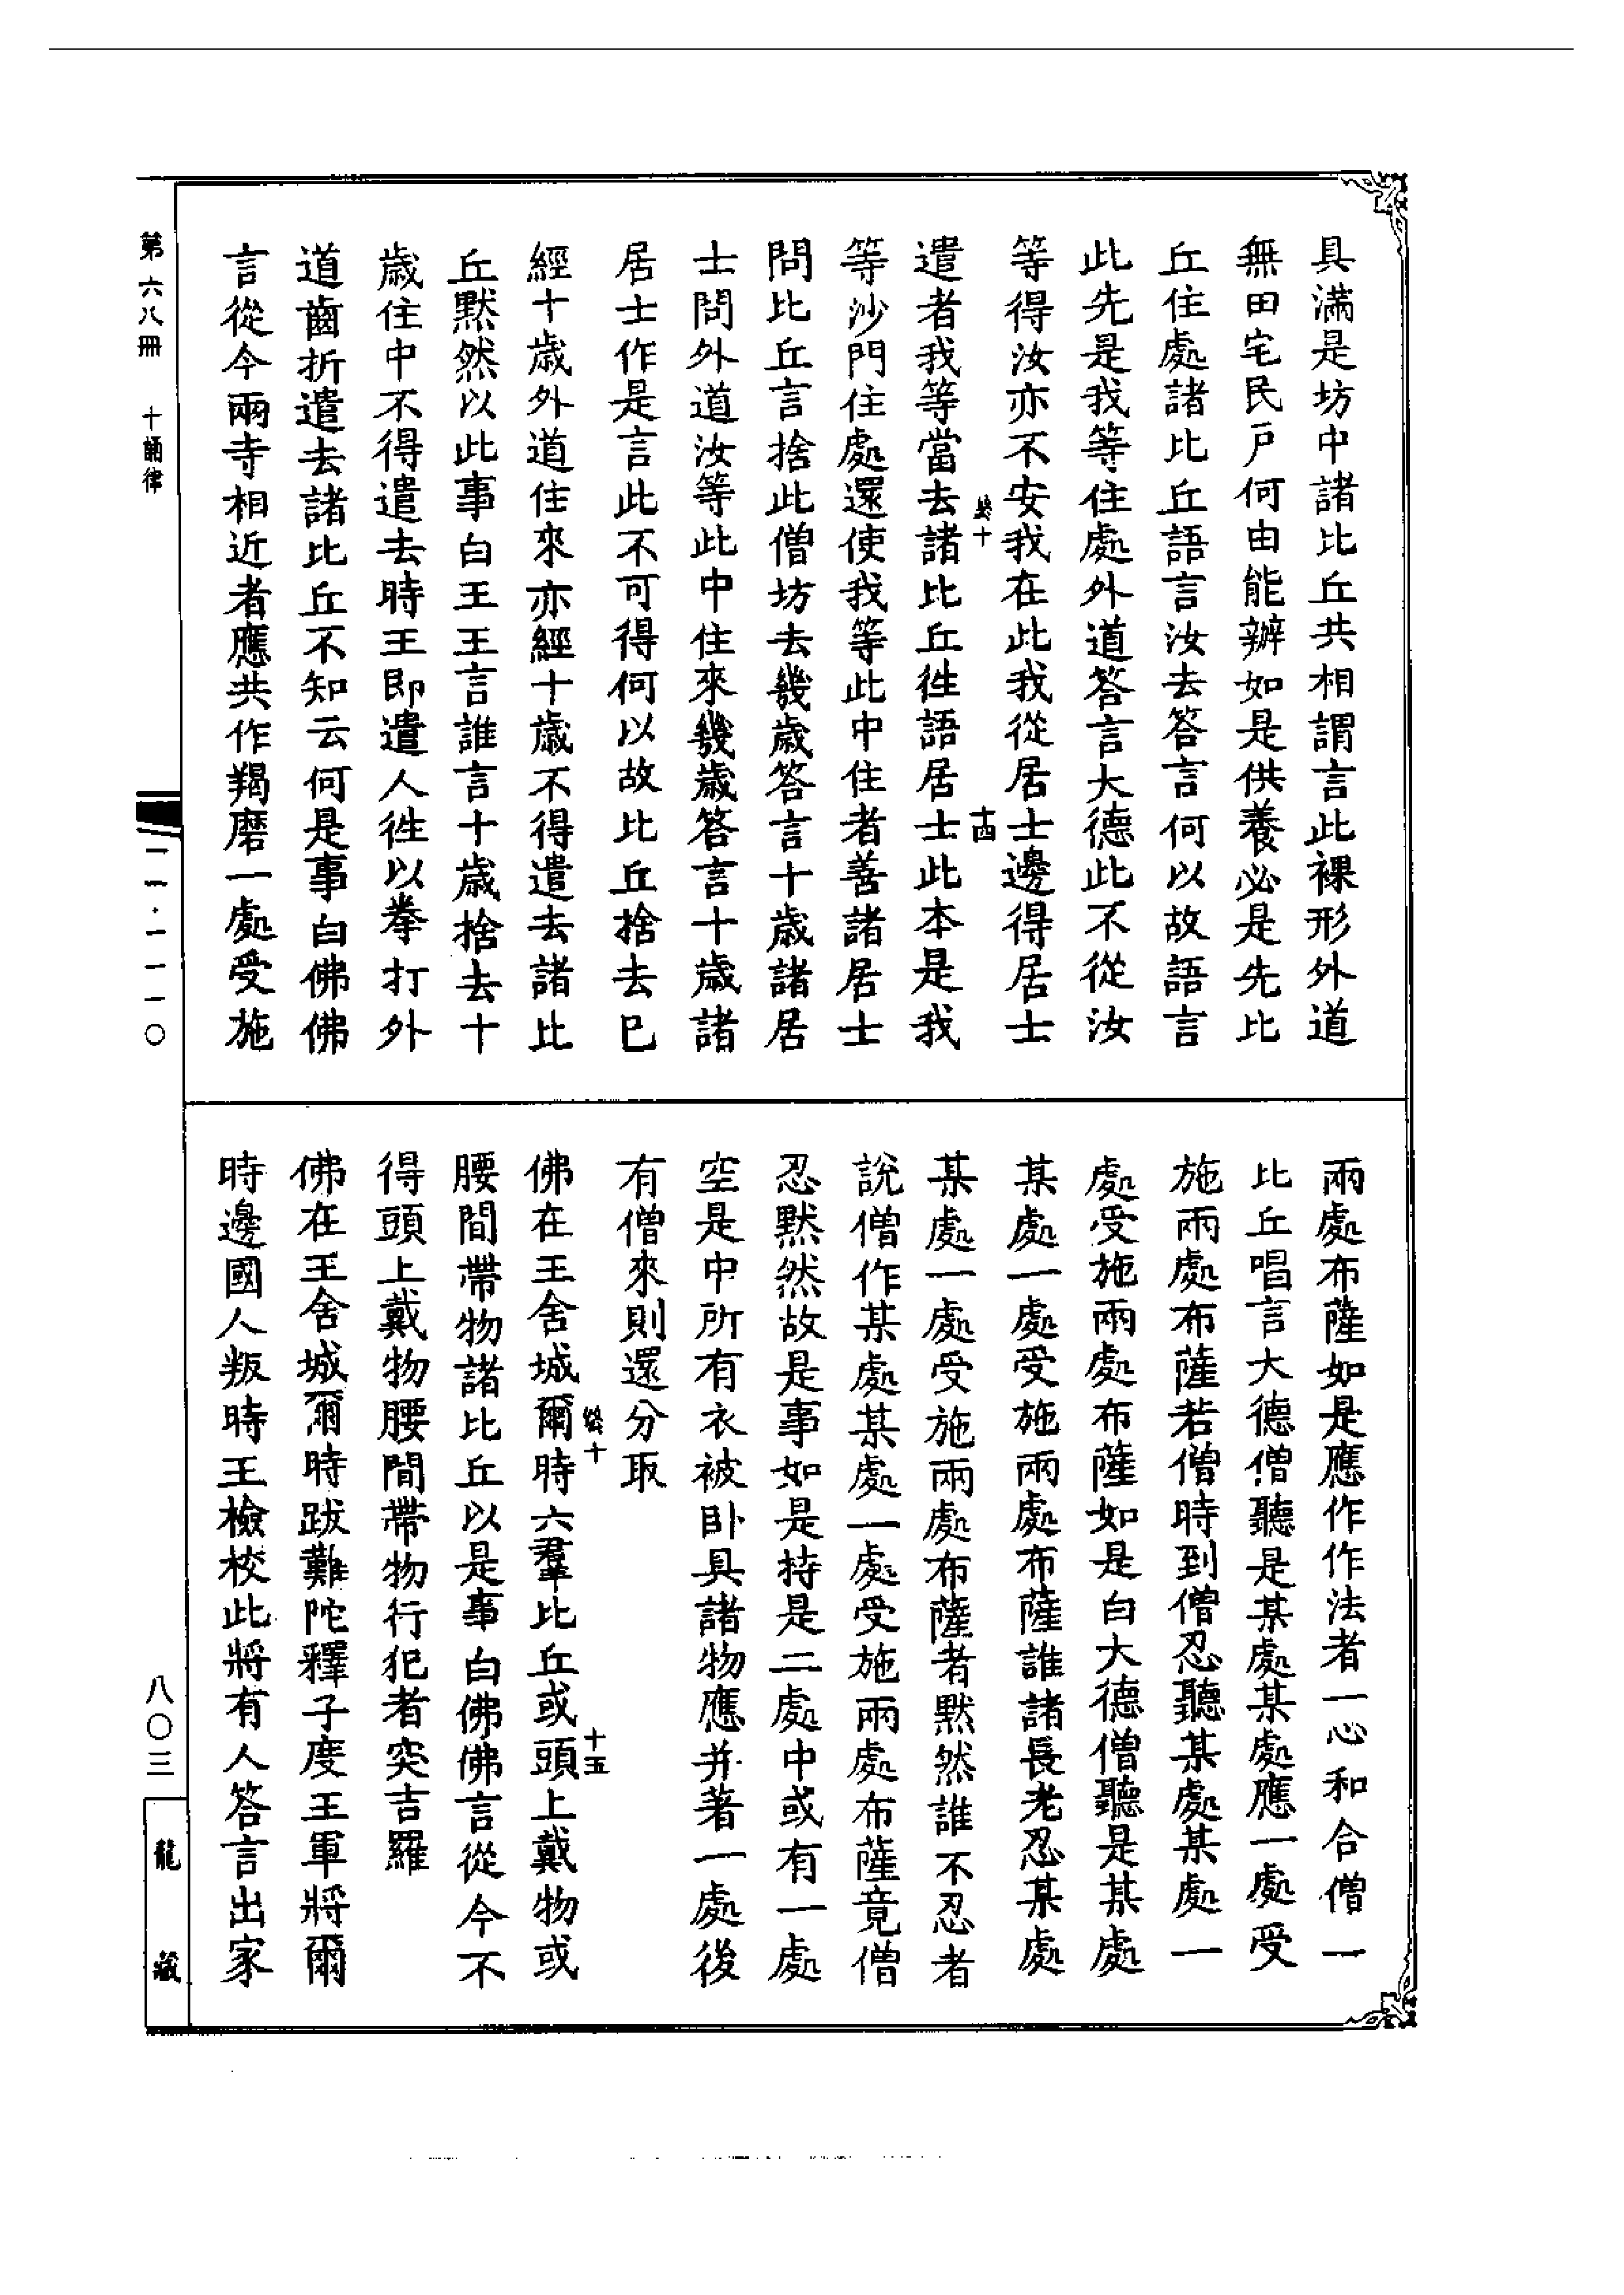 具滿是坊中諸比丘共相謂言此裸形外道
無田宅民戶何由能辦如是供養必是先比
丘住處諸比丘語言汝去答言何以故語言
此先是我等住處外道答言大德此不從汝
等得汝亦不安我在此我從居士邊得居士
十
十四
遣者我等當去諸比丘徃語居士此本是我
等沙門住處還使我等此中住者善諸居士
問比丘言捨此僧坊去幾歲答言十歲諸居
士問外道汝等此中住來幾歲答言十歲諸
居士作是言此不可得何以故比丘捨去已
經十歲外道住來亦經十歲不得遣去諸比
丘默然以此事白王王言誰言十歲捨去十
歲住中不得遣去時王即遣人徃以拳打外
道齒折遣去諸比丘不知云何是事白佛佛
言從今兩寺相近者應共作羯磨一處受施
兩處布薩如是應作作法者一心和合僧一
比丘唱言大德僧聽是某處某處應一處受
施兩處布薩若僧時到僧忍聽某處某處一
處受施兩處布薩如是白大德僧聽是某處
某處一處受施兩處布薩誰諸長老忍某處
某處一處受施兩處布薩者默然誰不忍者
說僧作某處某處一處受施兩處布薩竟僧
忍默然故是事如是持是二處中或有一處
空是中所有衣被卧具諸物應并著一處後
有僧來則還分取
十
十五
佛在王舍城爾時六羣比丘或頭上戴物或
腰間帶物諸比丘以是事白佛佛言從今不
得頭上戴物腰間帶物行犯者突吉羅
佛在王舍城爾時跋難陀釋子度王軍將爾
時邊國人叛時王檢校此將有人答言出家
第六八冊 十誦律
二一·一一一〇
八〇三
龍藏